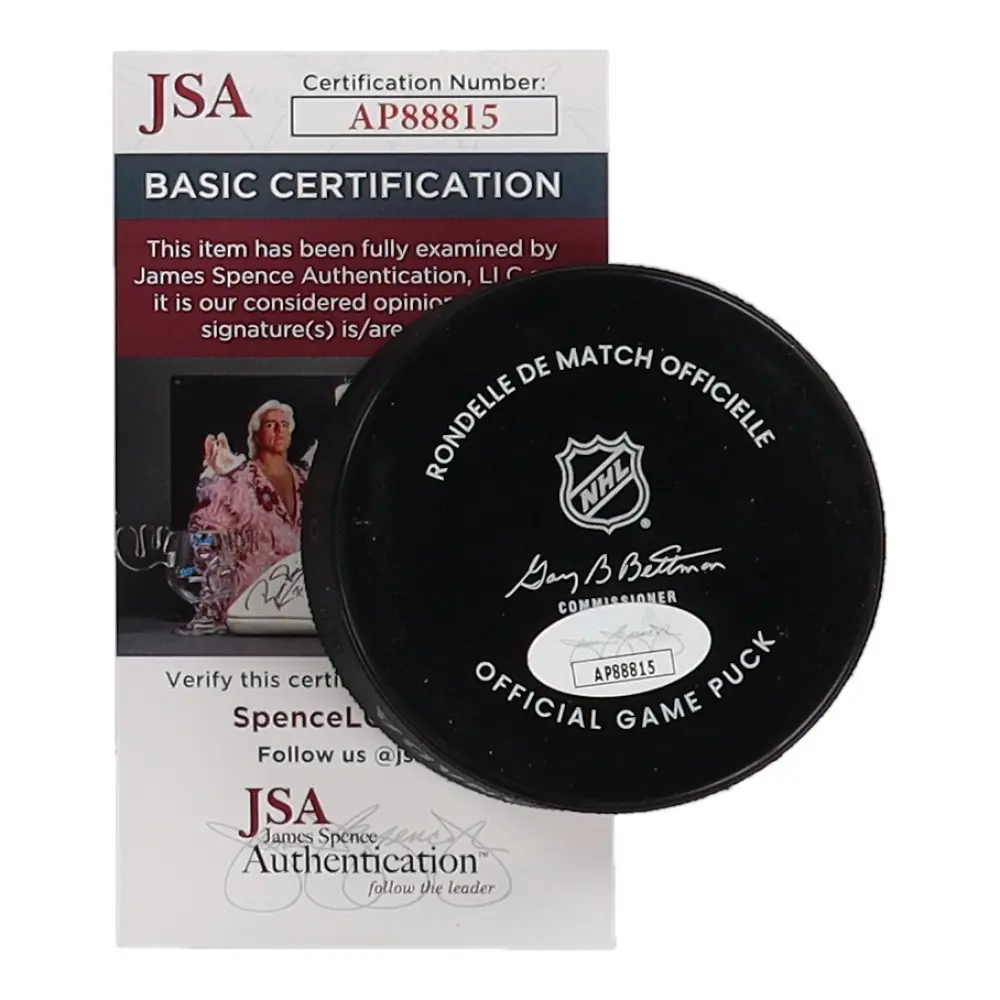 JSA
Certification Number:
AP88815
BASIC CERTIFICATION
This item has been fully examined by
James Spence Authentication, LLC
it is our considered opinion
signature(s) is/are
Verify this certi
SpenceL
Follow us @js
JSA
James Spence
Authentication™
follow the leader
RONDELLE DE MATCH OFFICIELLE
NHL
®
Gary B Bettman
COMMISSIONER
AP88815
OFFICIAL GAME PUCK